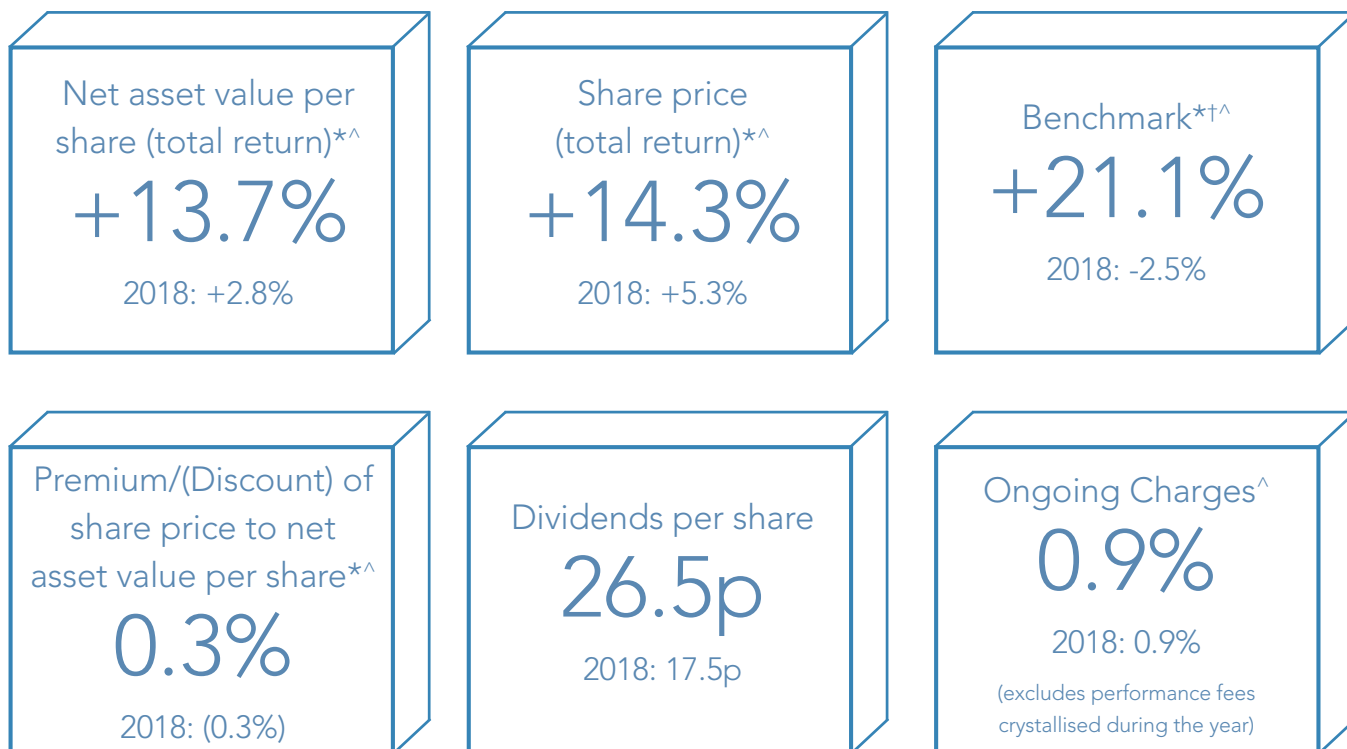 Net asset value per
share (total return)*^
+13.7%
2018: +2.8%
Share price
(total return)*^
+14.3%
2018: +5.3%
Benchmark*†^
+21.1%
2018: -2.5%
Premium/(Discount) of
share price to net
asset value per share*^
0.3%
2018: (0.3%)
Dividends per share
26.5p
2018: 17.5p
Ongoing Charges^
0.9%
2018: 0.9%
(excludes performance fees
crystallised during the year)